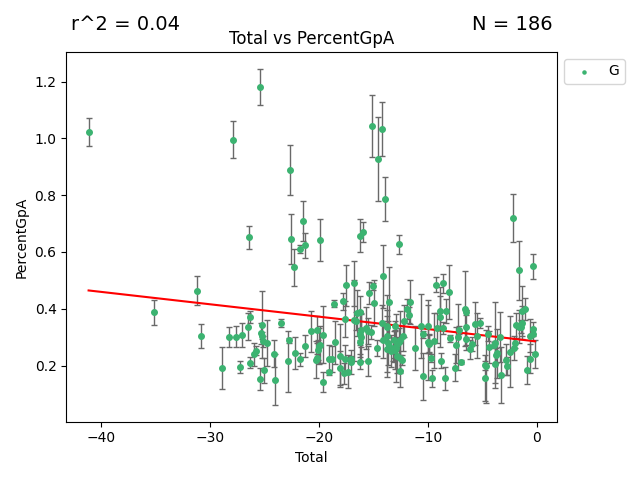 r^2 = 0.04
N = 186
Total vs PercentGpA
G
PercentGpA
1.2
1.0
0.8
0.6
0.4
0.2
−40
−30
−20
−10
0
Total